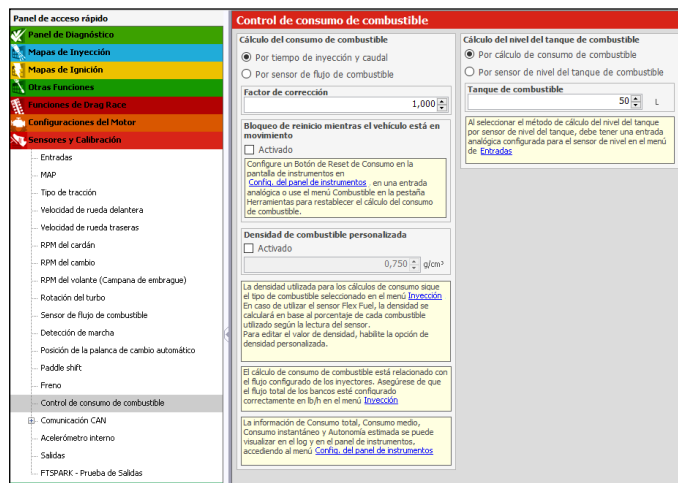 Panel de acceso rápido
Panel de Diagnóstico
Mapas de Inyección
Mapas de Ignición
Otras Funciones
Funciones de Drag Race
Configuraciones del Motor
Sensores y Calibración
Entradas
MAP
Tipo de tracción
Velocidad de rueda delantera
Velocidad de rueda traseras
RPM del cardán
RPM del cambio
RPM del volante (Campana de embrague)
Rotación del turbo
Sensor de flujo de combustible
Detección de marcha
Posición de la palanca de cambio automático
Paddle shift
Freno
Control de consumo de combustible
Comunicación CAN
Acelerómetro interno
Salidas
FTSPARK - Prueba de Salidas
Control de consumo de combustible
Cálculo del consumo de combustible
Por tiempo de inyección y caudal
Por sensor de flujo de combustible
Factor de corrección
1,000
Bloqueo de reinicio mientras el vehículo está en
movimiento
Activado
Configure un Botón de Reset de Consumo en la
pantalla de instrumentos en
Config. del panel de instrumentos , en una entrada
analógica o use el menú Combustible en la pestaña
Herramientas para restablecer el cálculo del consumo
de combustible.
Densidad de combustible personalizada
Activado
0,750 g/cm³
La densidad utilizada para los cálculos de consumo sigue
el tipo de combustible seleccionado en el menú Inyección
En caso de utilizar el sensor Flex Fuel, la densidad se
calculará en base al porcentaje de cada combustible
utilizado según la lectura del sensor.
Para editar el valor de densidad, habilite la opción de
densidad personalizada.
El cálculo de consumo de combustible está relacionado con
el flujo configurado de los inyectores. Asegúrese de que
el flujo total de los bancos esté configurado
correctamente en lb/h en el menú Inyección
La información de Consumo total, Consumo medio,
Consumo instantáneo y Autonomía estimada se puede
visualizar en el log y en el panel de instrumentos,
accediendo al menú Config. del panel de instrumentos
Cálculo del nivel del tanque de combustible
Por cálculo de consumo de combustible
Por sensor de nivel del tanque de combustible
Tanque de combustible
50 L
Al seleccionar el método de cálculo del nivel del tanque
por sensor de nivel del tanque, debe tener una entrada
analógica configurada para el sensor de nivel en el menú
de Entradas